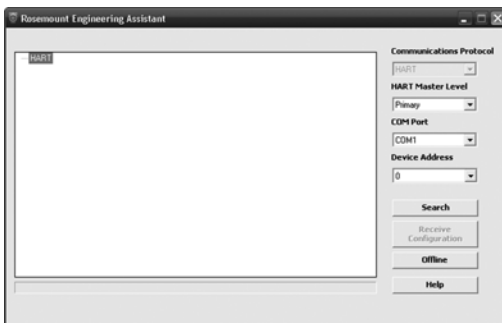 Rosemount Engineering Assistant
HART
Communications Protocol
HART
HART Master Level
Primary
COM Port
COM1
Device Address
0
Search
Receive
Configuration
Offline
Help